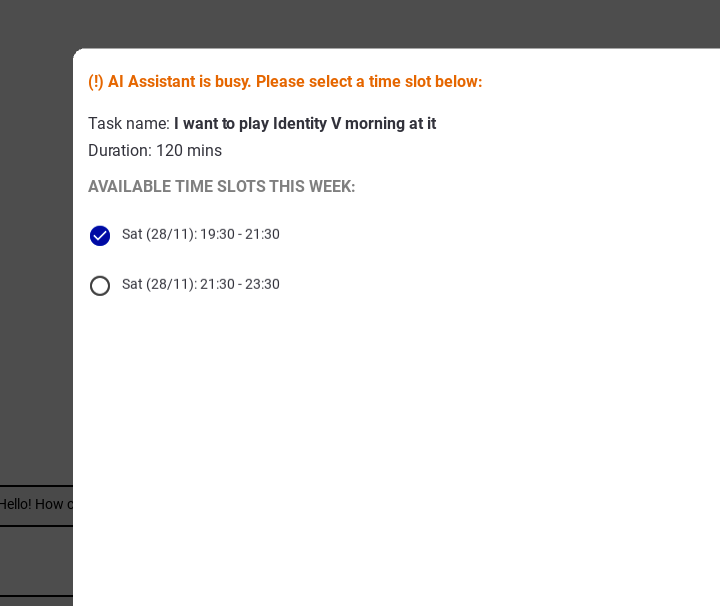 (!) AI Assistant is busy. Please select a time slot below:
Task name: I want to play Identity V morning at it
Duration: 120 mins
AVAILABLE TIME SLOTS THIS WEEK:
Sat (28/11): 19:30 - 21:30
Sat (28/11): 21:30 - 23:30
Hello! How